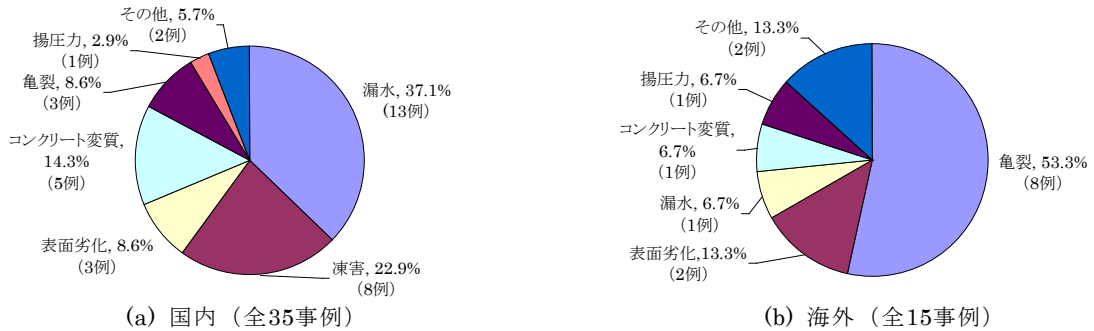 その他, 5.7%
(2例)
揚圧力, 2.9%
(1例)
亀裂, 8.6%
(3例)
コンクリート変質,
14.3%
(5例)
表面劣化, 8.6%
(3例)
漏水, 37.1%
(13例)
凍害, 22.9%
(8例)
(a) 国内（全35事例）
その他, 13.3%
(2例)
揚圧力, 6.7%
(1例)
コンクリート変質,
6.7%
(1例)
漏水, 6.7%
(1例)
表面劣化,13.3%
(2例)
亀裂, 53.3%
(8例)
(b) 海外（全15事例）